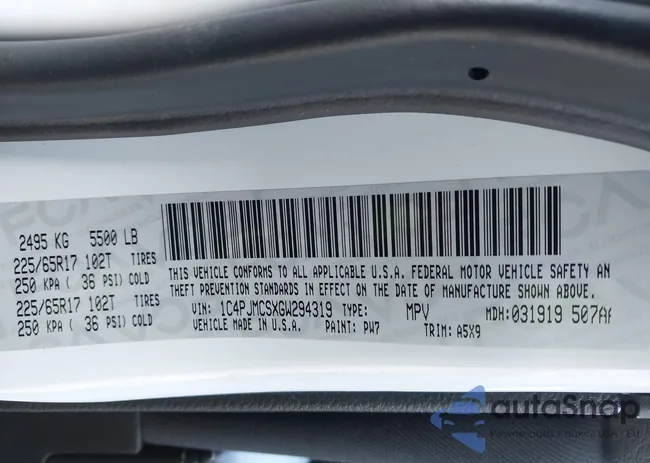 2495 KG 5500 LB
225/65R17 102T TIRES
250 KPA ( 36 PSI) COLD
225/65R17 102T TIRES
250 KPA ( 36 PSI) COLD
THIS VEHICLE CONFORMS TO ALL APPLICABLE U.S.A. FEDERAL MOTOR VEHICLE SAFETY AN
THEFT PREVENTION STANDARDS IN EFFECT ON THE DATE OF MANUFACTURE SHOWN ABOVE.
VIN: 1C4PJMCSXGW294319 TYPE: MPV MDH: 031919 507AA
VEHICLE MADE IN U.S.A. PAINT: PW7 TRIM: A5X9
autoSnap